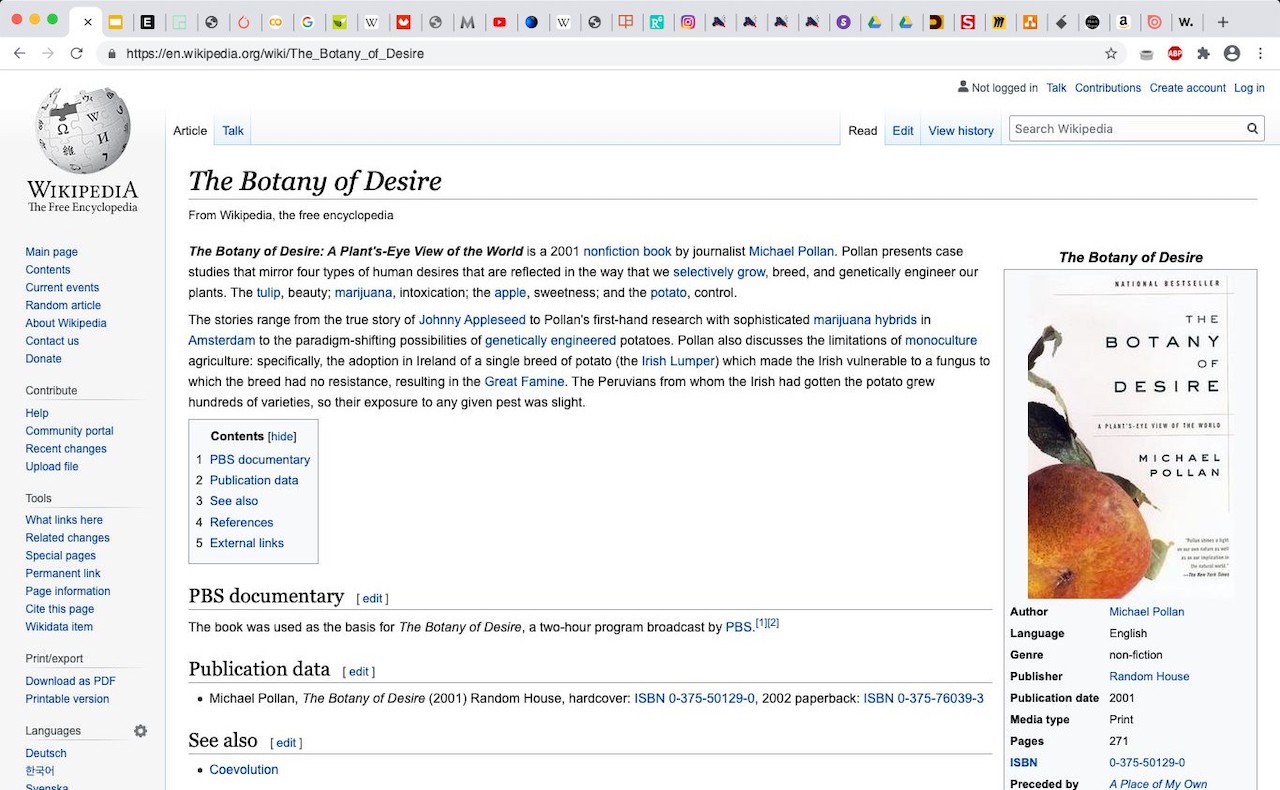 https://en.wikipedia.org/wiki/The_Botany_of_Desire
ABP
Not logged in Talk Contributions Create account Log in
WIKIPEDIA
The Free Encyclopedia
Article Talk
Read Edit View history
Search Wikipedia
Main page
Contents
Current events
Random article
About Wikipedia
Contact us
Donate
Contribute
Help
Community portal
Recent changes
Upload file
Tools
What links here
Related changes
Special pages
Permanent link
Page information
Cite this page
Wikidata item
Print/export
Download as PDF
Printable version
Languages
Deutsch
한국어
Svenska
The Botany of Desire
From Wikipedia, the free encyclopedia
The Botany of Desire: A Plant's-Eye View of the World is a 2001 nonfiction book by journalist Michael Pollan. Pollan presents case
studies that mirror four types of human desires that are reflected in the way that we selectively grow, breed, and genetically engineer our
plants. The tulip, beauty; marijuana, intoxication; the apple, sweetness; and the potato, control.
The stories range from the true story of Johnny Appleseed to Pollan's first-hand research with sophisticated marijuana hybrids in
Amsterdam to the paradigm-shifting possibilities of genetically engineered potatoes. Pollan also discusses the limitations of monoculture
agriculture: specifically, the adoption in Ireland of a single breed of potato (the Irish Lumper) which made the Irish vulnerable to a fungus to
which the breed had no resistance, resulting in the Great Famine. The Peruvians from whom the Irish had gotten the potato grew
hundreds of varieties, so their exposure to any given pest was slight.
Contents [hide]
1 PBS documentary
2 Publication data
3 See also
4 References
5 External links
PBS documentary [ edit ]
The book was used as the basis for The Botany of Desire, a two-hour program broadcast by PBS.[1][2]
Publication data [ edit ]
• Michael Pollan, The Botany of Desire (2001) Random House, hardcover: ISBN 0-375-50129-0, 2002 paperback: ISBN 0-375-76039-3
See also [ edit ]
• Coevolution
The Botany of Desire
NATIONAL BESTSELLER
THE
BOTANY
OF
DESIRE
A PLANT'S-EYE VIEW OF THE WORLD
MICHAEL
POLLAN
"Pollan shines a light
on our own nature as well
as on our implication in
the natural world."
—The New York Times
Author Michael Pollan
Language English
Genre non-fiction
Publisher Random House
Publication date 2001
Media type Print
Pages 271
ISBN 0-375-50129-0
Preceded by A Place of My Own